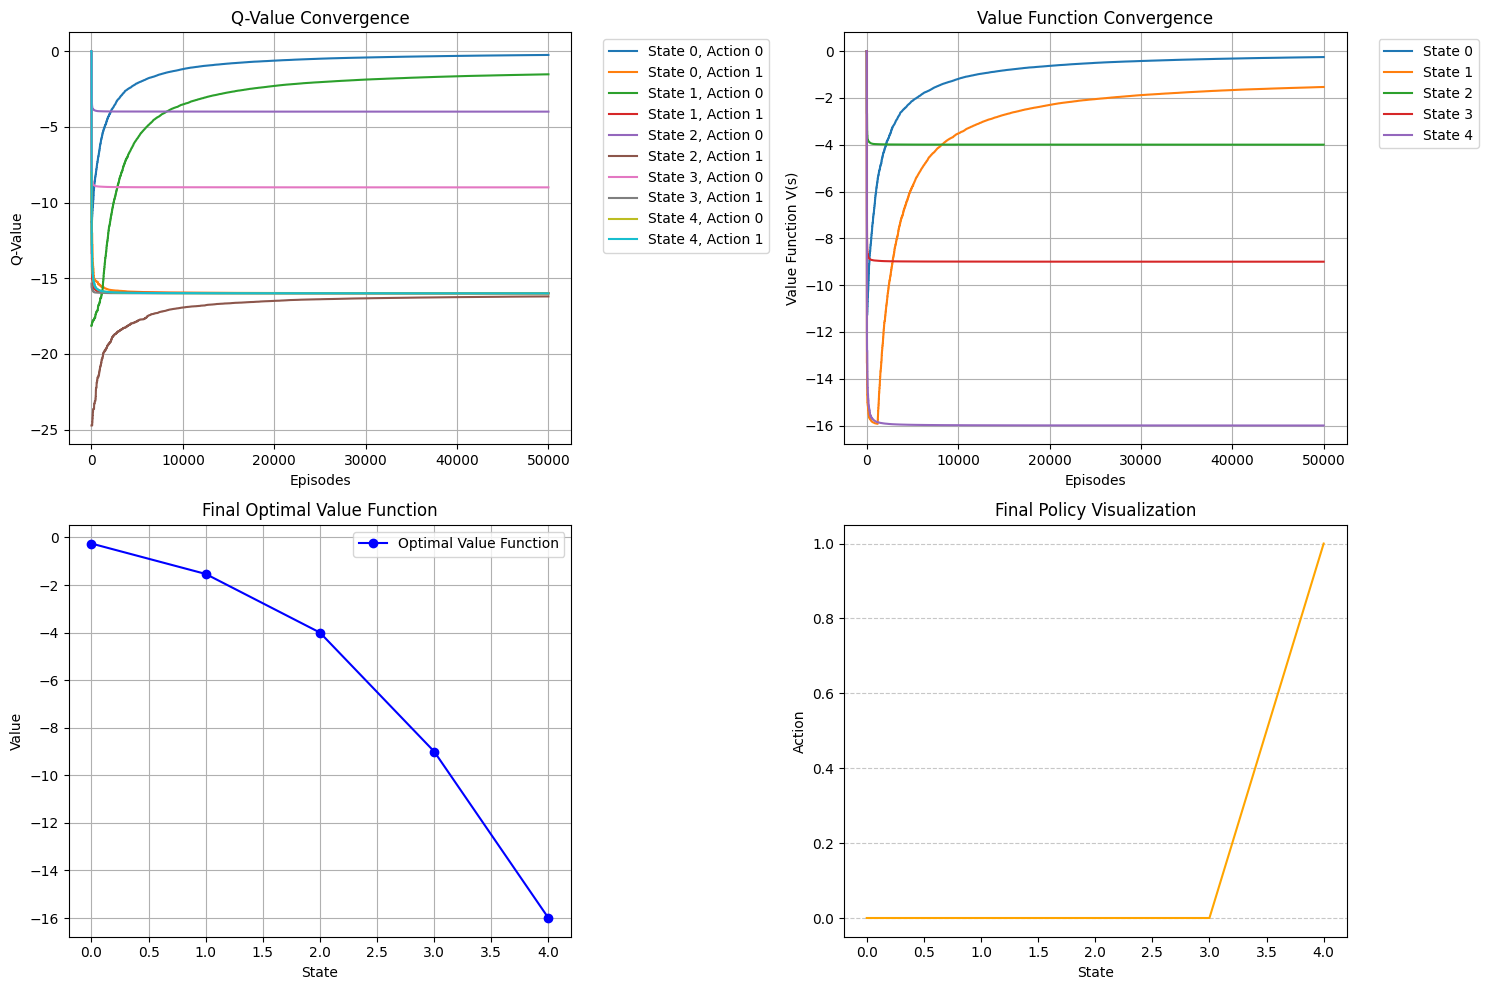 Q-Value Convergence
Q-Value
0
−5
−10
−15
−20
−25
0 10000 20000 30000 40000 50000
Episodes
State 0, Action 0
State 0, Action 1
State 1, Action 0
State 1, Action 1
State 2, Action 0
State 2, Action 1
State 3, Action 0
State 3, Action 1
State 4, Action 0
State 4, Action 1
Value Function Convergence
Value Function V(s)
0
−2
−4
−6
−8
−10
−12
−14
−16
0 10000 20000 30000 40000 50000
Episodes
State 0
State 1
State 2
State 3
State 4
Final Optimal Value Function
Optimal Value Function
Value
0
−2
−4
−6
−8
−10
−12
−14
−16
0.0 0.5 1.0 1.5 2.0 2.5 3.0 3.5 4.0
State
Final Policy Visualization
Action
1.0
0.8
0.6
0.4
0.2
0.0
0.0 0.5 1.0 1.5 2.0 2.5 3.0 3.5 4.0
State